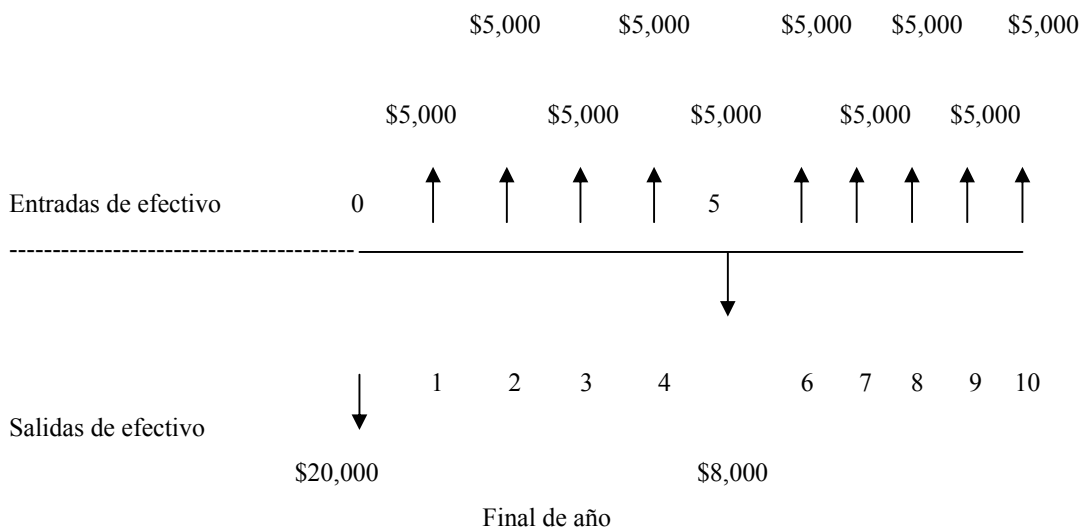 $5,000 $5,000 $5,000 $5,000 $5,000
$5,000 $5,000 $5,000 $5,000 $5,000
Entradas de efectivo 0 5
1 2 3 4 6 7 8 9 10
Salidas de efectivo
$20,000 $8,000
Final de año